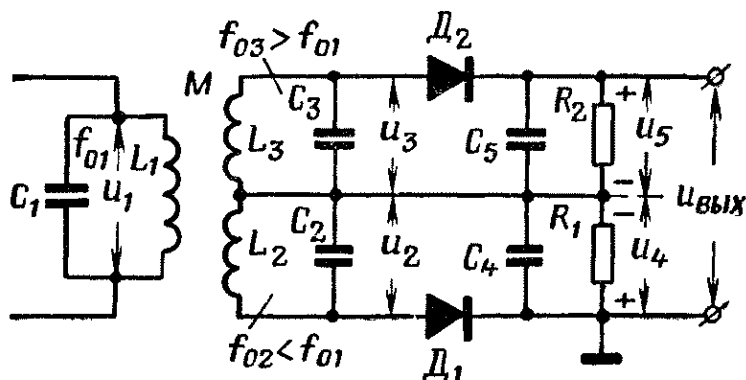 f₀₃>f₀₁
Д₂
M
C₃
L₃
u₃
C₅
R₂
+
u₅
−
f₀₁
L₁
C₁
u₁
uвых
L₂
C₂
u₂
C₄
R₁
−
u₄
+
f₀₂<f₀₁
Д₁